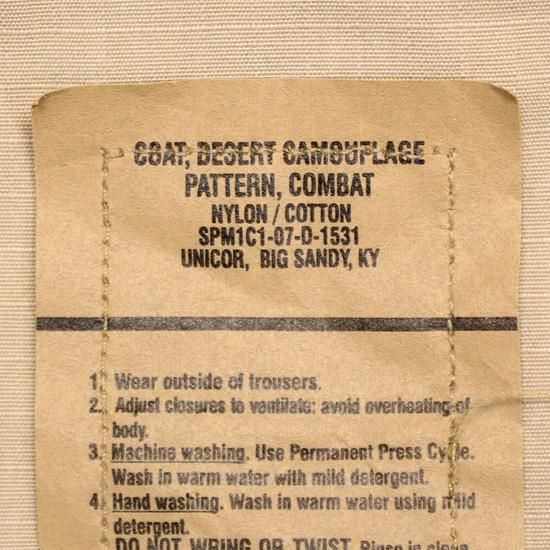 COAT, DESERT CAMOUFLAGE
PATTERN, COMBAT
NYLON / COTTON
SPM1C1-07-D-1531
UNICOR, BIG SANDY, KY
1. Wear outside of trousers.
2. Adjust closures to ventilate: avoid overheating of
body.
3. Machine washing. Use Permanent Press Cycle.
Wash in warm water with mild detergent.
4. Hand washing. Wash in warm water using mild
detergent.
DO NOT WRING OR TWIST. Rinse in clean